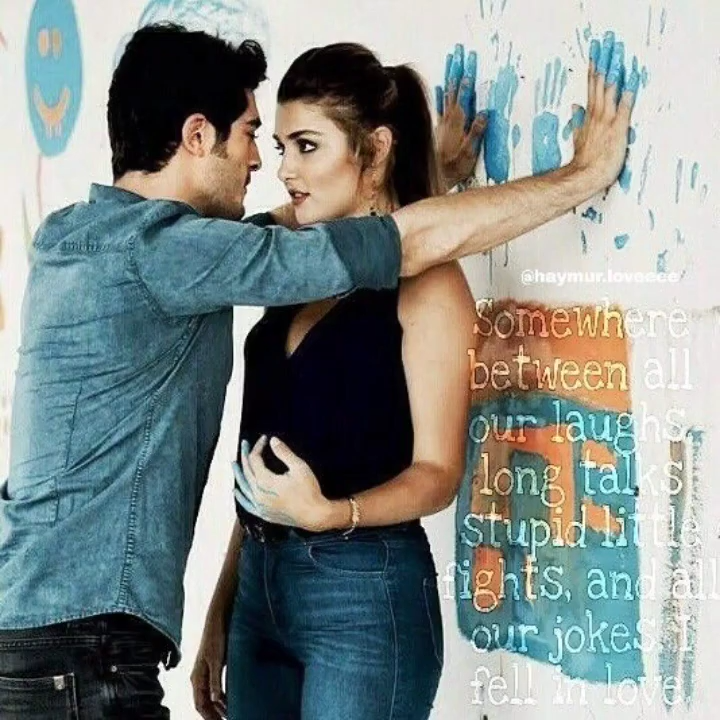 @haymur.loveeee
Somewhere
between all
our laughs,
long talks
stupid little
fights, and all
our jokes. I
fell in love.